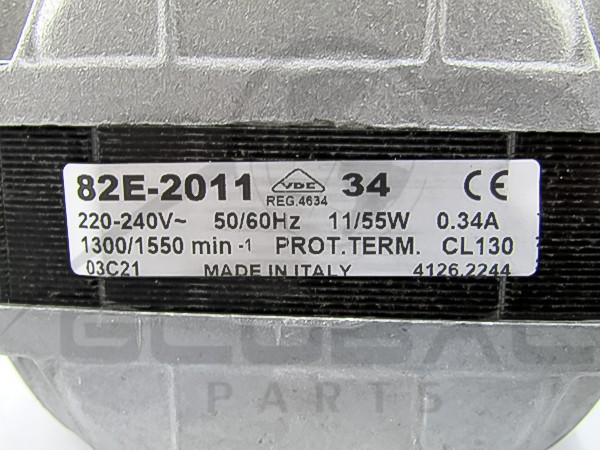 82E-2011 VDE REG.4634 34 CE
220-240V~ 50/60Hz 11/55W 0.34A
1300/1550 min -1 PROT.TERM. CL130
03C21 MADE IN ITALY 4126.2244
GLOBAL
PARTS